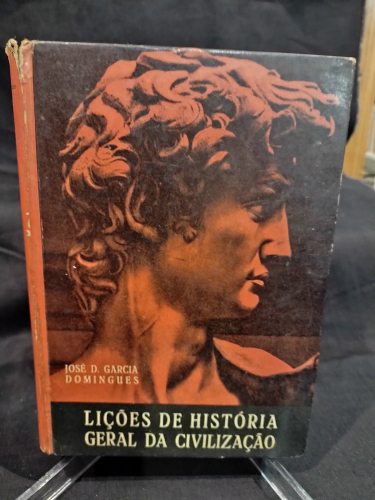 JOSÉ D. GARCIA
DOMINGUES
LIÇÕES DE HISTÓRIA
GERAL DA CIVILIZAÇÃO